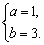 a = 1,
b = 3.